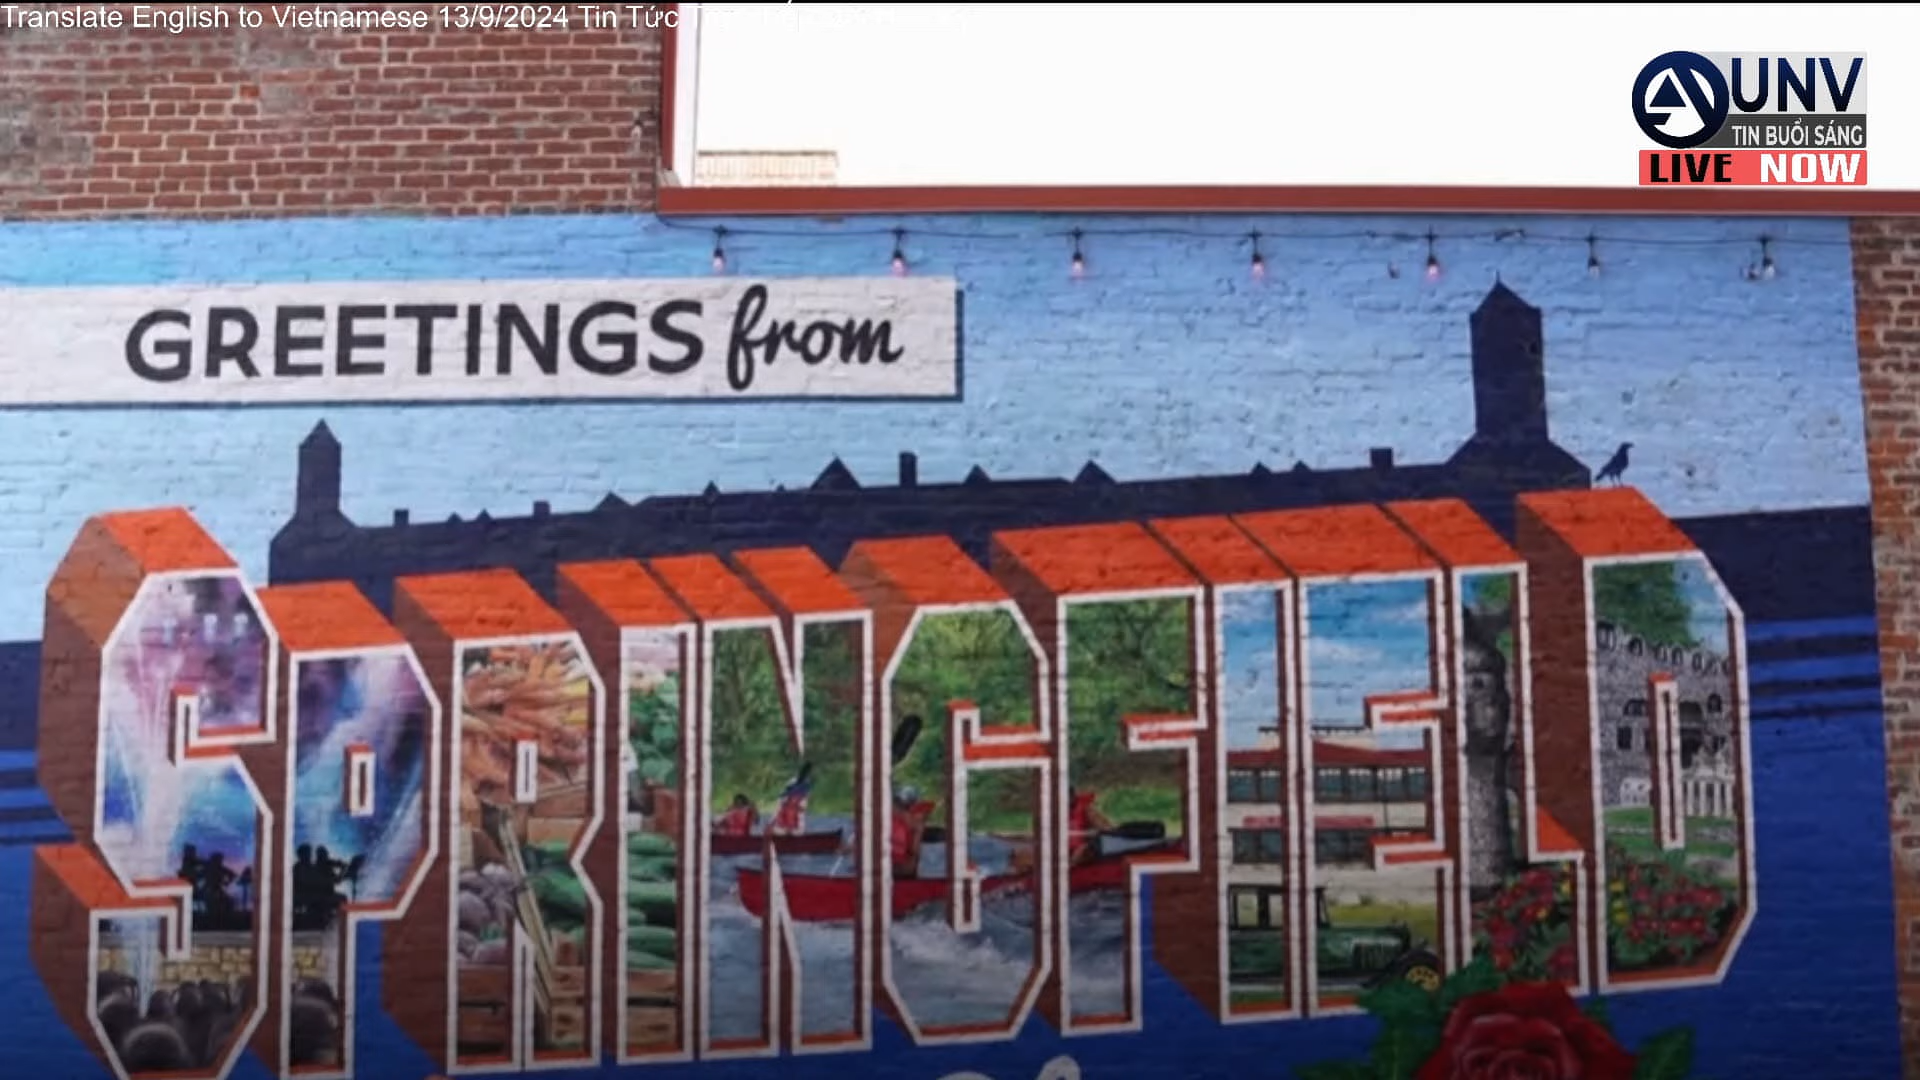 Translate English to Vietnamese 13/9/2024 Tin Tức
UNV
TIN BUỔI SÁNG
LIVE NOW
GREETINGS from
SPRINGFIELD